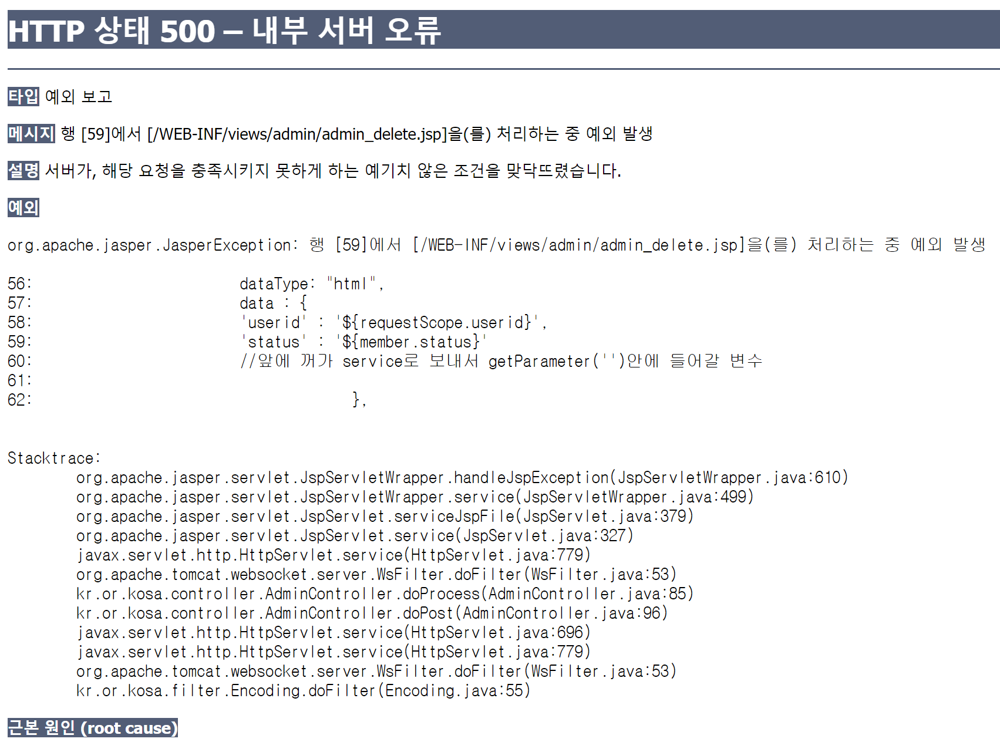 HTTP 상태 500 – 내부 서버 오류
타입 예외 보고
메시지 행 [59]에서 [/WEB-INF/views/admin/admin_delete.jsp]을(를) 처리하는 중 예외 발생
설명 서버가, 해당 요청을 충족시키지 못하게 하는 예기치 않은 조건을 맞닥뜨렸습니다.
예외
org.apache.jasper.JasperException: 행 [59]에서 [/WEB-INF/views/admin/admin_delete.jsp]을(를) 처리하는 중 예외 발생
56: dataType: "html",
57: data : {
58: 'userid' : '${requestScope.userid}',
59: 'status' : '${member.status}'
60: //앞에 꺼가 service로 보내서 getParameter('')안에 들어갈 변수
61:
62: },
Stacktrace:
org.apache.jasper.servlet.JspServletWrapper.handleJspException(JspServletWrapper.java:610)
org.apache.jasper.servlet.JspServletWrapper.service(JspServletWrapper.java:499)
org.apache.jasper.servlet.JspServlet.serviceJspFile(JspServlet.java:379)
org.apache.jasper.servlet.JspServlet.service(JspServlet.java:327)
javax.servlet.http.HttpServlet.service(HttpServlet.java:779)
org.apache.tomcat.websocket.server.WsFilter.doFilter(WsFilter.java:53)
kr.or.kosa.controller.AdminController.doProcess(AdminController.java:85)
kr.or.kosa.controller.AdminController.doPost(AdminController.java:96)
javax.servlet.http.HttpServlet.service(HttpServlet.java:696)
javax.servlet.http.HttpServlet.service(HttpServlet.java:779)
org.apache.tomcat.websocket.server.WsFilter.doFilter(WsFilter.java:53)
kr.or.kosa.filter.Encoding.doFilter(Encoding.java:55)
근본 원인 (root cause)